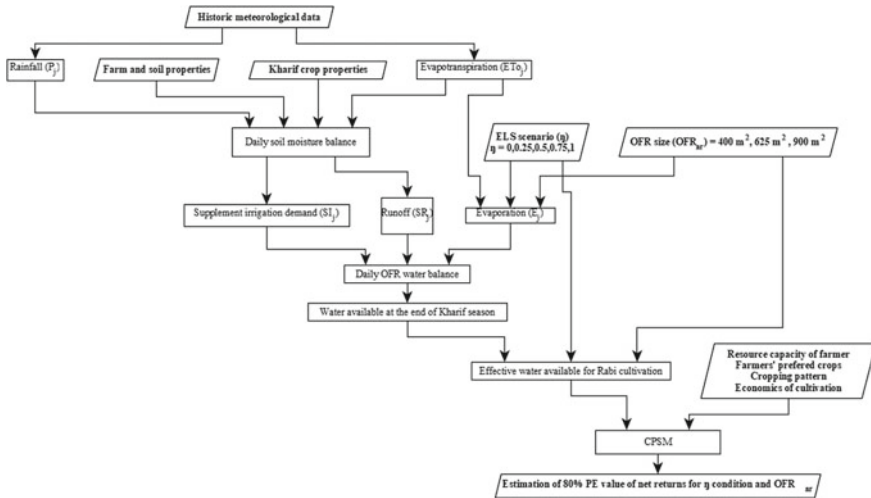 Historic meteorological data
Rainfall (Pj)
Farm and soil properties
Kharif crop properties
Evapotranspiration (EToj)
Daily soil moisture balance
ELS scenario (η)
η = 0,0.25,0.5,0.75,1
OFR size (OFRar) = 400 m², 625 m², 900 m²
Supplement irrigation demand (SIj)
Runoff (SRj)
Evaporation (Ej)
Daily OFR water balance
Water available at the end of Kharif season
Effective water available for Rabi cultivation
Resource capacity of farmer
Farmers' prefered crops
Cropping pattern
Economics of cultivation
CPSM
Estimation of 80% PE value of net returns for η condition and OFR ar